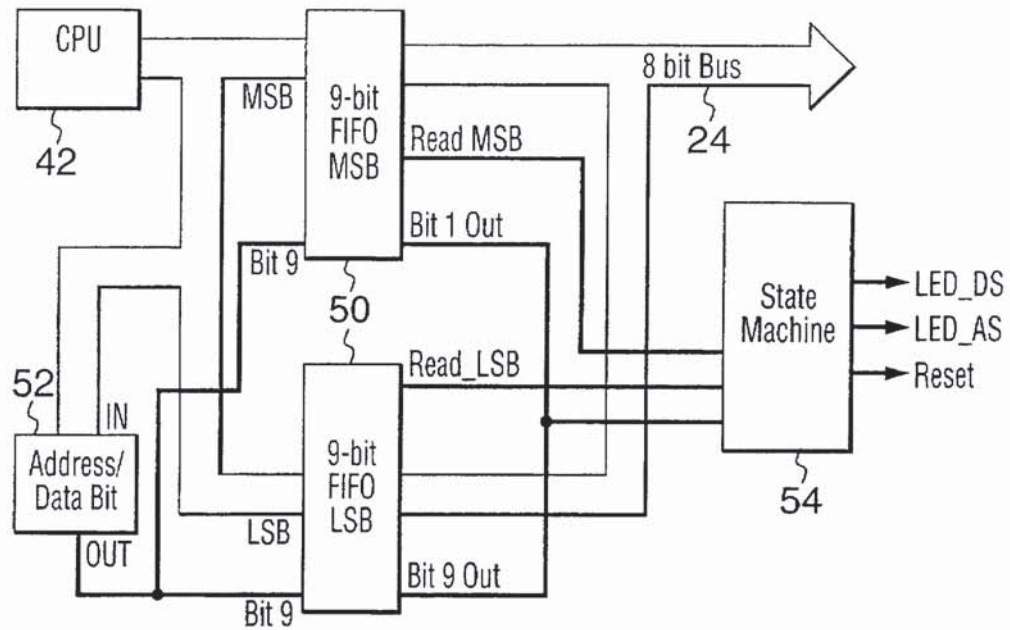 CPU
42
MSB
9-bit
FIFO
MSB
Read MSB
Bit 1 Out
Bit 9
50
8 bit Bus
24
State
Machine
54
LED_DS
LED_AS
Reset
52
IN
Address/
Data Bit
OUT
Read_LSB
9-bit
FIFO
LSB
LSB
Bit 9 Out
Bit 9